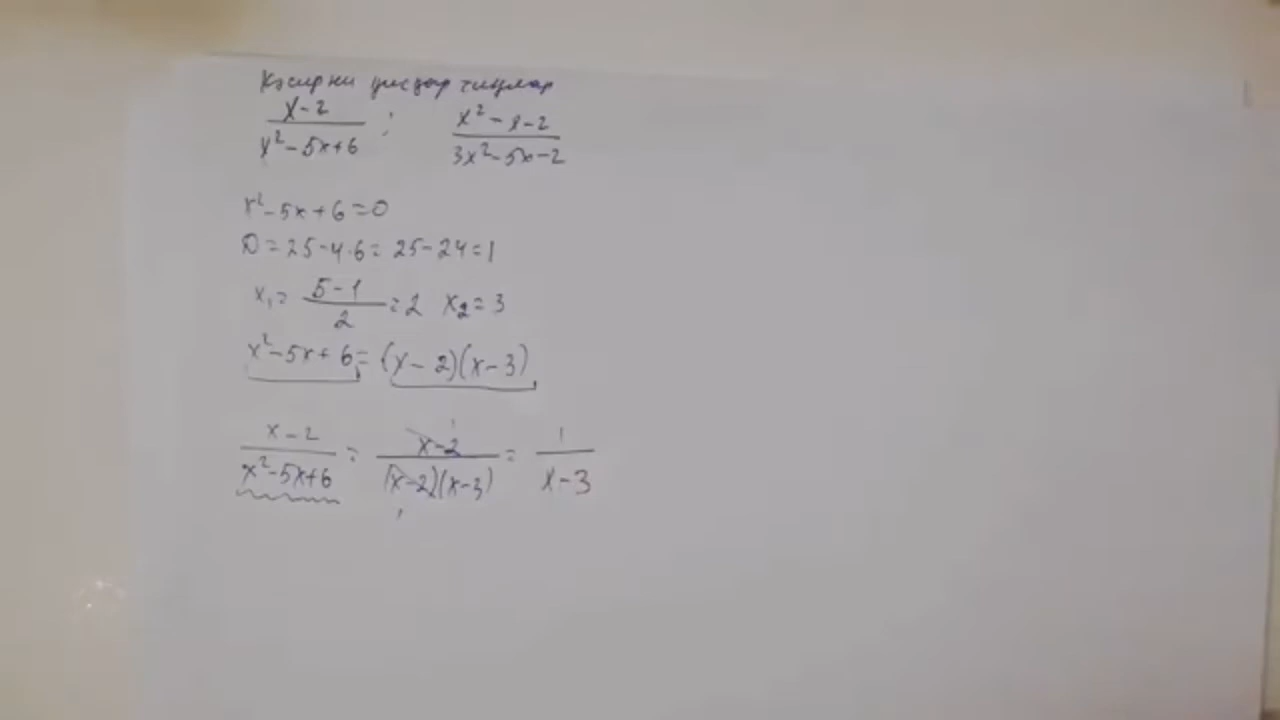 x-2/x²-5x+6 ; x²-x-2/3x²-5x-2
x²-5x+6=0
D=25-4·6=25-24=1
x₁=5-1/2=2 x₂=3
x²-5x+6=(x-2)(x-3)
x-2/x²-5x+6=x-2/(x-2)(x-3)=1/x-3